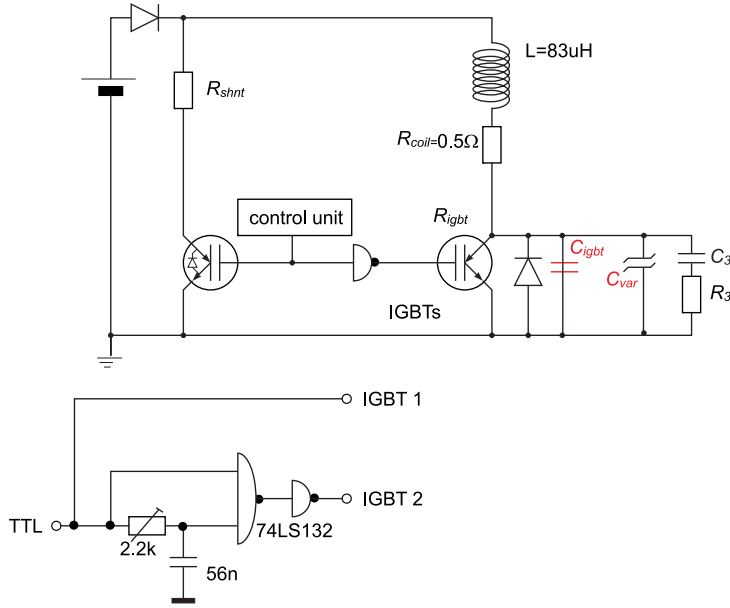 L=83uH
Rshnt
Rcoil=0.5Ω
control unit
Rigbt
Cigbt
Cvar
C3
R3
IGBTs
IGBT 1
IGBT 2
TTL
74LS132
2.2k
56n